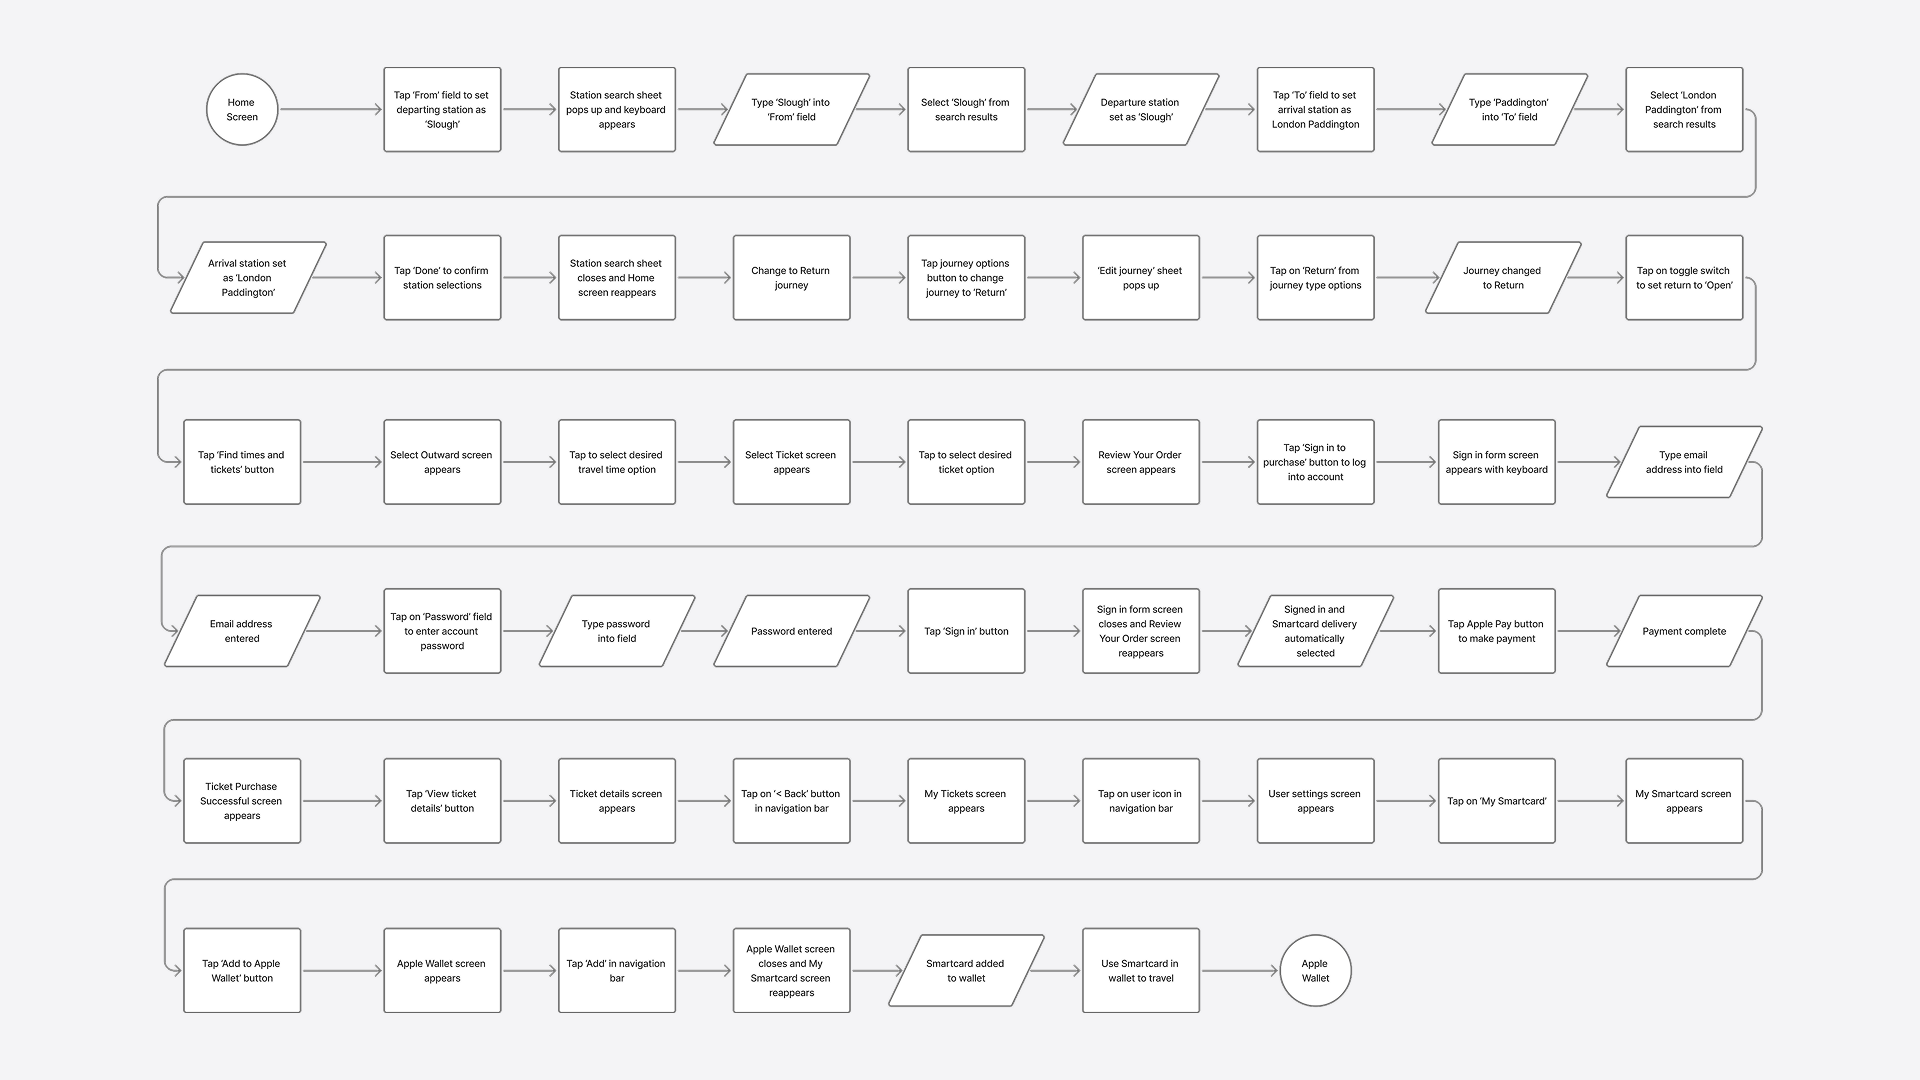 Home
Screen
Tap ‘From’ field to set
departing station as
‘Slough’
Station search sheet
pops up and keyboard
appears
Type ‘Slough’ into
‘From’ field
Select ‘Slough’ from
search results
Departure station
set as ‘Slough’
Tap ‘To’ field to set
arrival station as
London Paddington
Type ‘Paddington’
into ‘To’ field
Select ‘London
Paddington’ from
search results
Arrival station set
as ‘London
Paddington’
Tap ‘Done’ to confirm
station selections
Station search sheet
closes and Home
screen reappears
Change to Return
journey
Tap journey options
button to change
journey to ‘Return’
‘Edit journey’ sheet
pops up
Tap on ‘Return’ from
journey type options
Journey changed
to Return
Tap on toggle switch
to set return to ‘Open’
Tap ‘Find times and
tickets’ button
Select Outward screen
appears
Tap to select desired
travel time option
Select Ticket screen
appears
Tap to select desired
ticket option
Review Your Order
screen appears
Tap ‘Sign in to
purchase’ button to log
into account
Sign in form screen
appears with keyboard
Type email
address into field
Email address
entered
Tap on ‘Password’ field
to enter account
password
Type password
into field
Password entered
Tap ‘Sign in’ button
Sign in form screen
closes and Review
Your Order screen
reappears
Signed in and
Smartcard delivery
automatically
selected
Tap Apple Pay button
to make payment
Payment complete
Ticket Purchase
Successful screen
appears
Tap ‘View ticket
details’ button
Ticket details screen
appears
Tap on ‘< Back’ button
in navigation bar
My Tickets screen
appears
Tap on user icon in
navigation bar
User settings screen
appears
Tap on ‘My Smartcard’
My Smartcard screen
appears
Tap ‘Add to Apple
Wallet’ button
Apple Wallet screen
appears
Tap ‘Add’ in navigation
bar
Apple Wallet screen
closes and My
Smartcard screen
reappears
Smartcard added
to wallet
Use Smartcard in
wallet to travel
Apple
Wallet